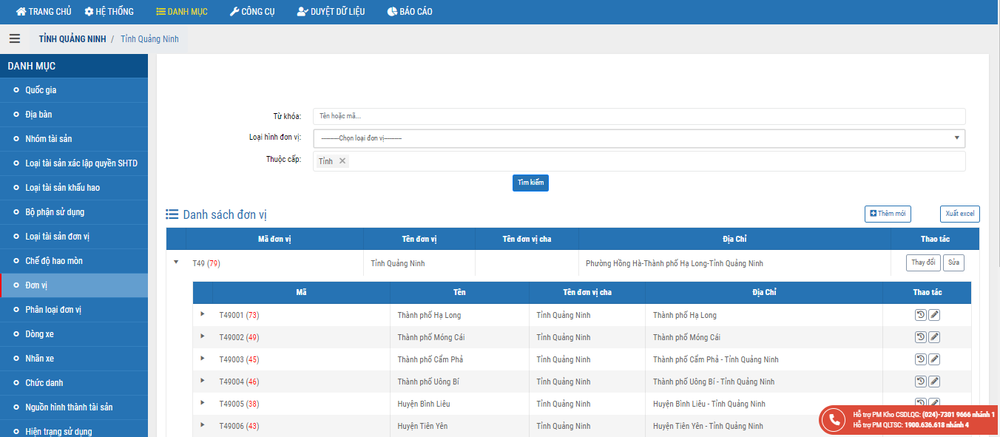 TRANG CHỦ HỆ THỐNG DANH MỤC CÔNG CỤ DUYỆT DỮ LIỆU BÁO CÁO
TỈNH QUẢNG NINH / Tỉnh Quảng Ninh
DANH MỤC
Quốc gia
Địa bàn
Nhóm tài sản
Loại tài sản xác lập quyền SHTD
Loại tài sản khấu hao
Bộ phận sử dụng
Loại tài sản đơn vị
Chế độ hao mòn
Đơn vị
Phân loại đơn vị
Dòng xe
Nhãn xe
Chức danh
Nguồn hình thành tài sản
Hiện trạng sử dụng
Từ khóa: Tên hoặc mã...
Loại hình đơn vị: ----------Chọn loại đơn vị----------
Thuộc cấp: Tỉnh ✕
Tìm kiếm
Danh sách đơn vị Thêm mới Xuất excel
Mã đơn vị Tên đơn vị Tên đơn vị cha Địa Chỉ Thao tác
T49 (79) Tỉnh Quảng Ninh Phường Hồng Hà-Thành phố Hạ Long-Tỉnh Quảng Ninh Thay đổi Sửa
Mã Tên Tên đơn vị cha Địa Chỉ Thao tác
T49001 (73) Thành phố Hạ Long Tỉnh Quảng Ninh Thành phố Hạ Long
T49002 (49) Thành phố Móng Cái Tỉnh Quảng Ninh Thành phố Móng Cái
T49003 (45) Thành phố Cẩm Phả Tỉnh Quảng Ninh Thành phố Cẩm Phả - Tỉnh Quảng Ninh
T49004 (46) Thành phố Uông Bí Tỉnh Quảng Ninh Thành phố Uông Bí - Tỉnh Quảng Ninh
T49005 (38) Huyện Bình Liêu Tỉnh Quảng Ninh Huyện Bình Liêu - Tỉnh Quảng Ninh
T49006 (43) Huyện Tiên Yên Tỉnh Quảng Ninh Huyện Tiên Yên - Tỉnh Quảng Ninh
Hỗ trợ PM Kho CSDLQG: (024)-7301 9666 nhánh 1
Hỗ trợ PM QLTSC: 1900.636.618 nhánh 4